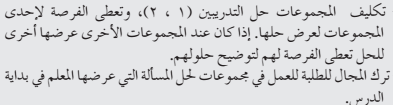 تكليف المجموعات حل التدريبين (١ ، ٢)، وتعطى الفرصة لإحدى
المجموعات لعرض حلها. إذا كان عند المجموعات الأخرى عرضها أخرى
للحل تعطى الفرصة لهم لتوضيح حلولهم.
ترك المجال للطلبة للعمل في مجموعات لحل المسألة التي عرضها المعلم في بداية
الدرس.